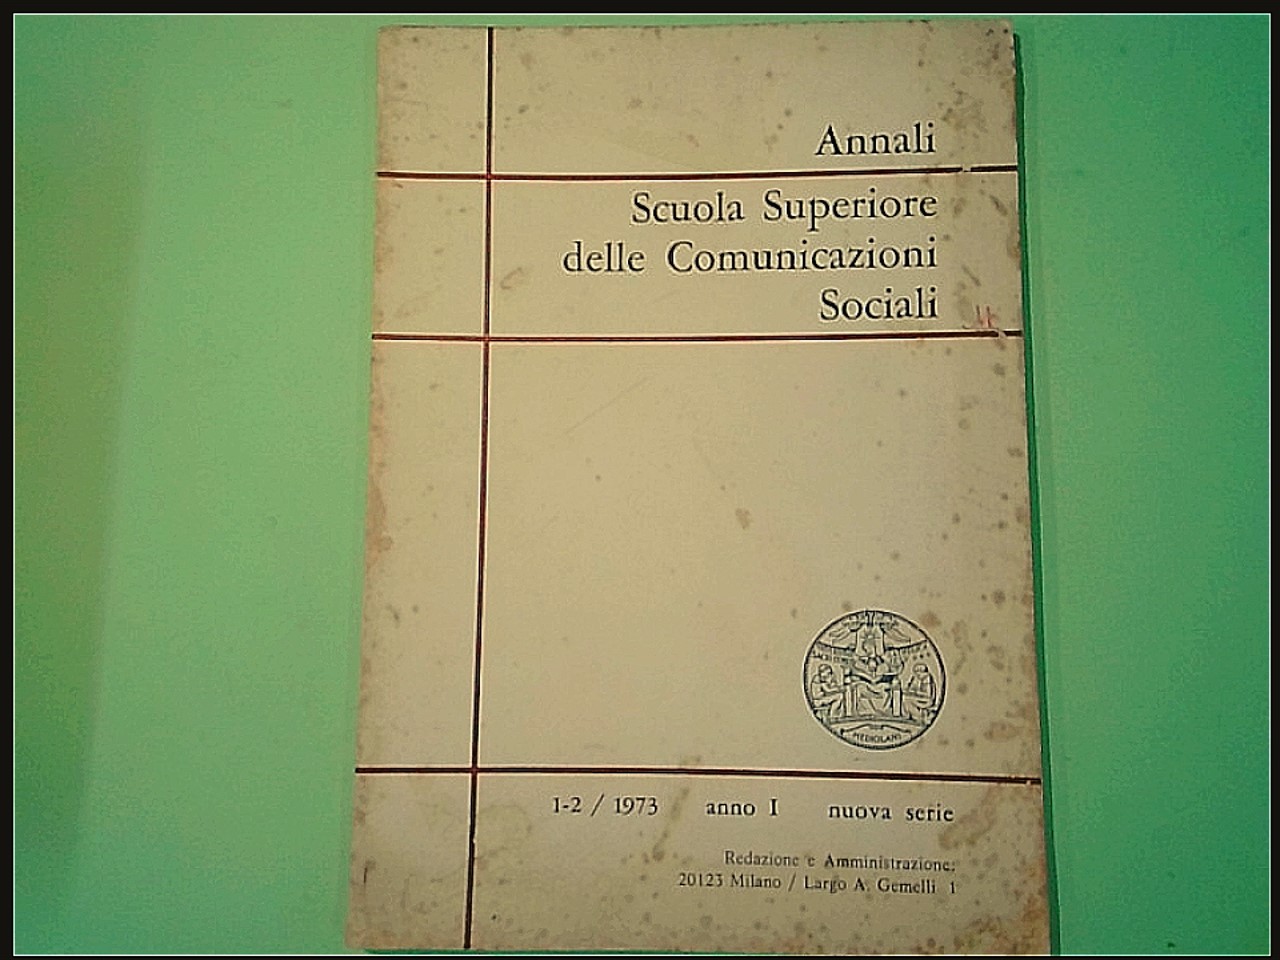 Annali
Scuola Superiore
delle Comunicazioni
Sociali
MEDIOLANI
1-2 / 1973 anno I nuova serie
Redazione e Amministrazione:
20123 Milano / Largo A. Gemelli 1